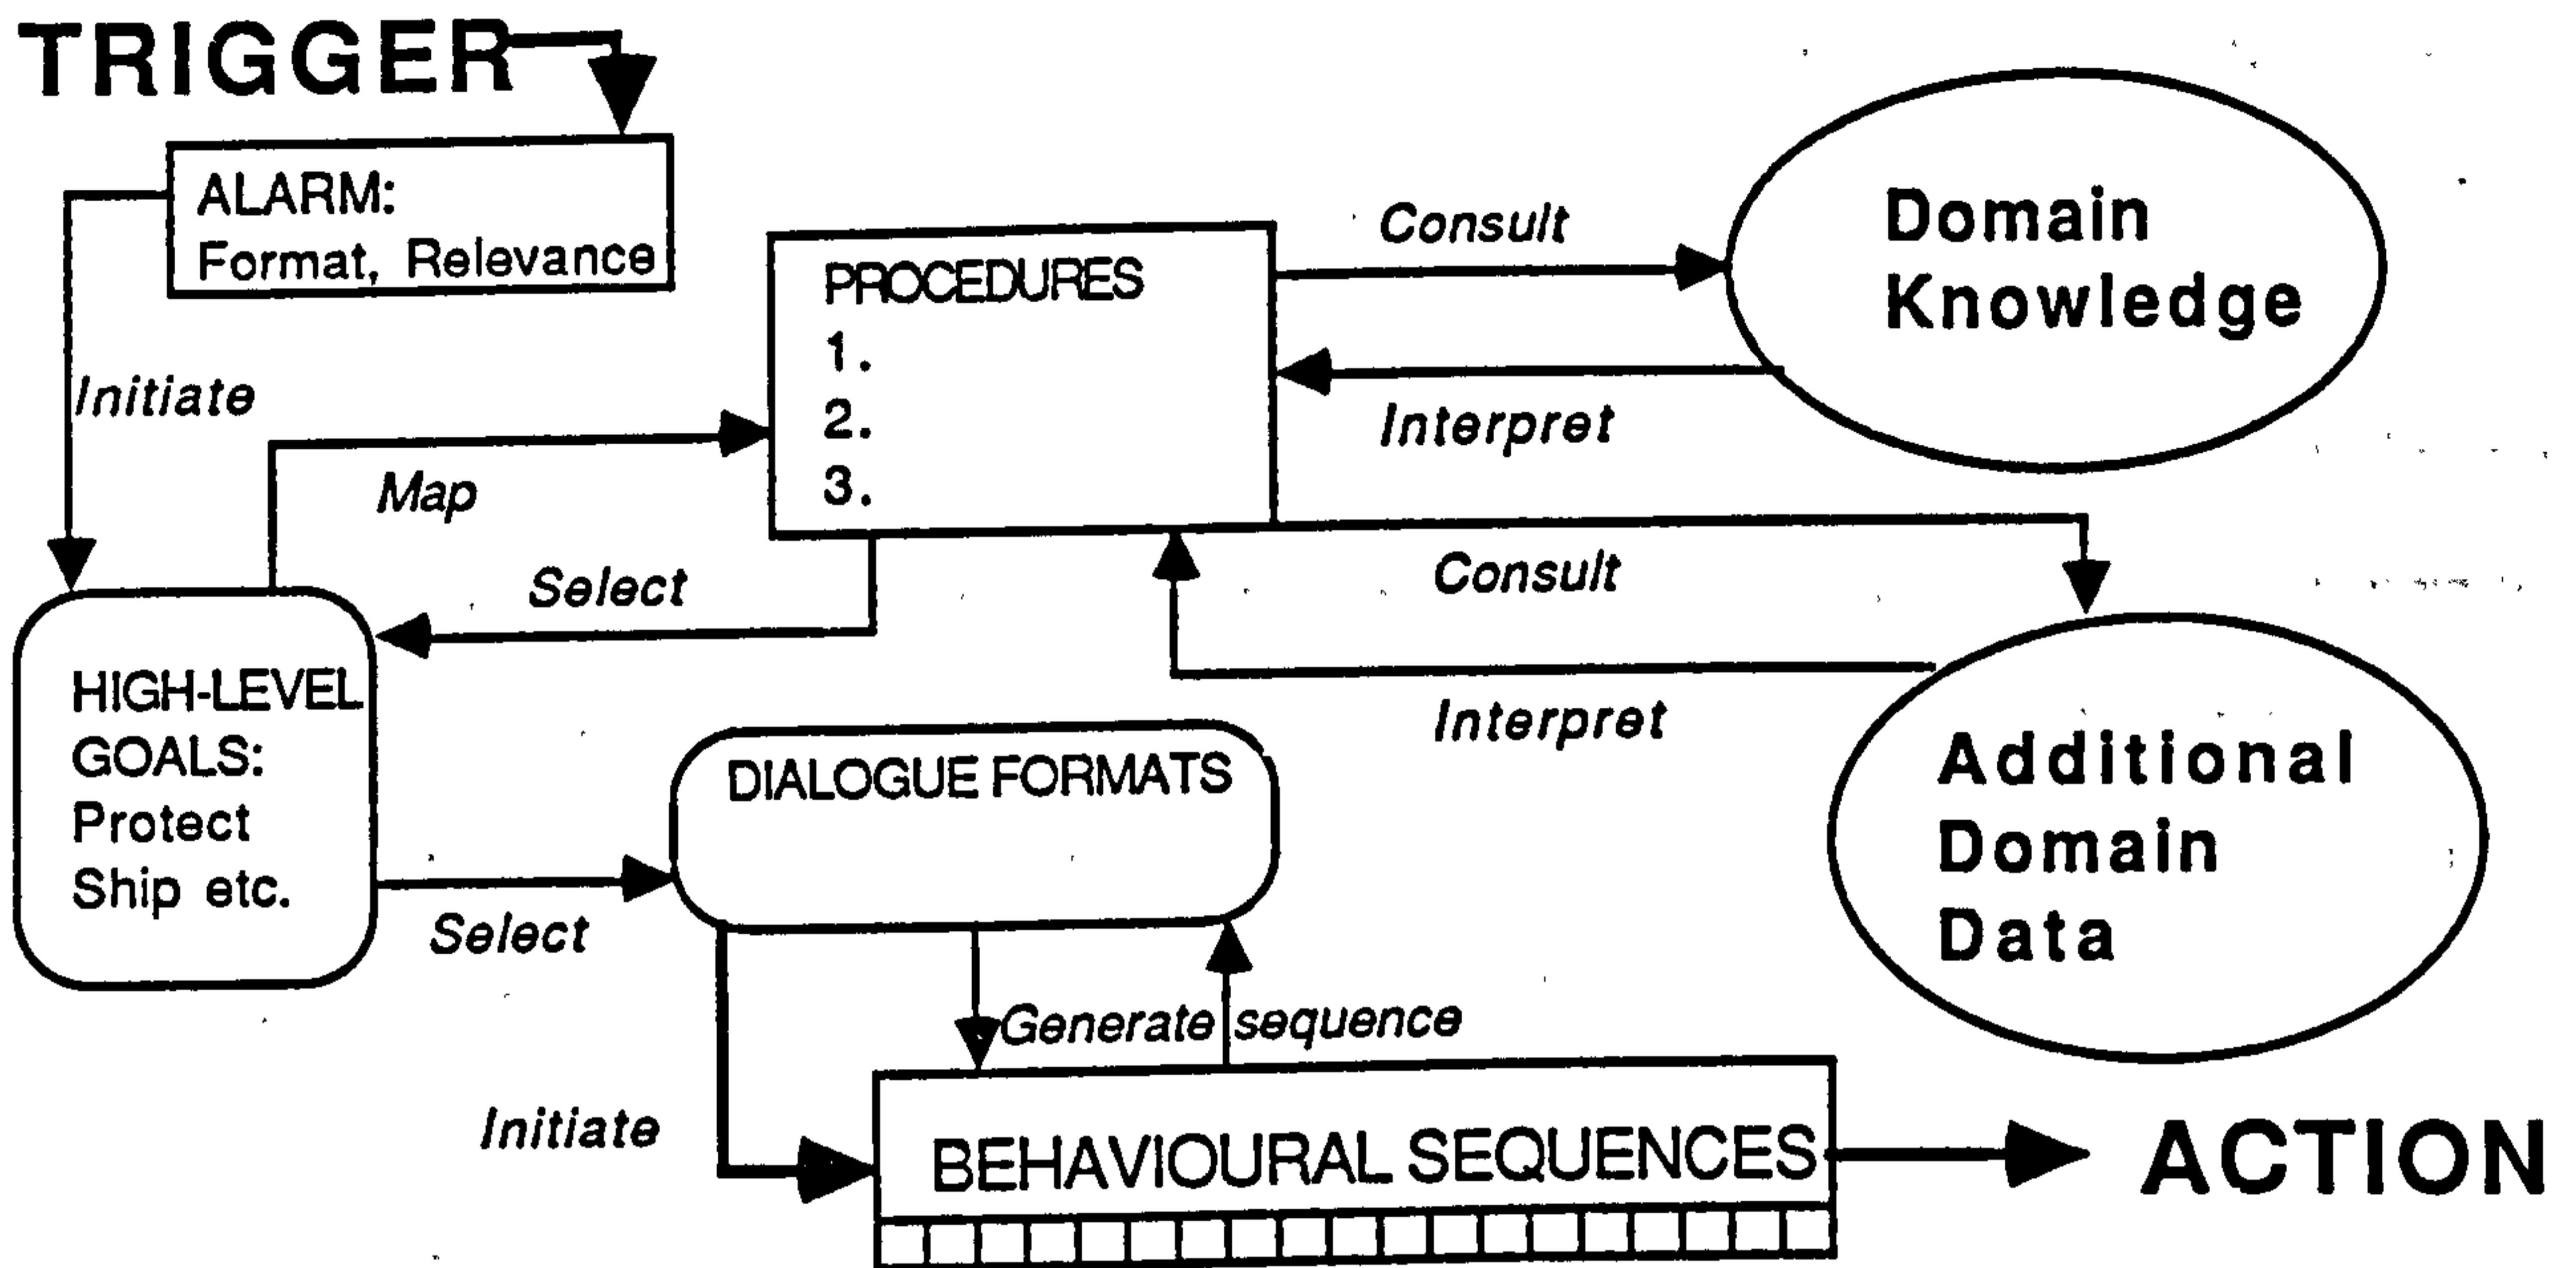 TRIGGER
ALARM:
Format, Relevance
Initiate
Map
Select
PROCEDURES
1.
2.
3.
Consult
Interpret
Domain
Knowledge
Consult
Interpret
Additional
Domain
Data
HIGH-LEVEL
GOALS:
Protect
Ship etc.
Select
DIALOGUE FORMATS
Generate sequence
Initiate
BEHAVIOURAL SEQUENCES
ACTION